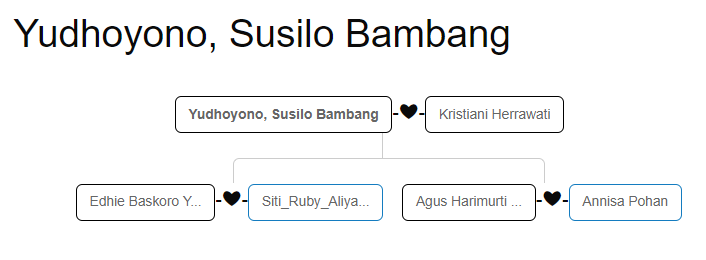 Yudhoyono, Susilo Bambang
Yudhoyono, Susilo Bambang Kristiani Herrawati
Edhie Baskoro Y... Siti_Ruby_Aliya... Agus Harimurti ... Annisa Pohan